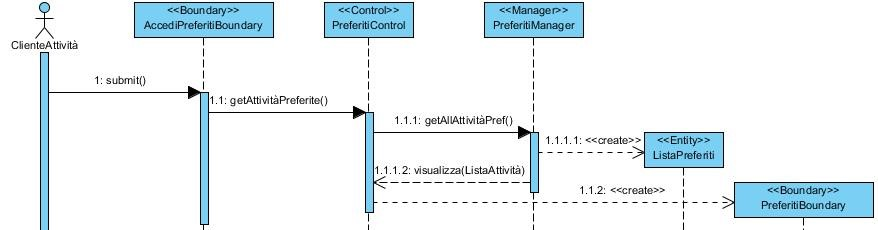 <<Boundary>>
AccediPreferitiBoundary
<<Control>>
PreferitiControl
<<Manager>>
PreferitiManager
ClienteAttività
1: submit()
1.1: getAttivitàPreferite()
1.1.1: getAllAttivitàPref()
1.1.1.1: <<create>>
<<Entity>>
ListaPreferiti
1.1.1.2: visualizza(ListaAttività)
1.1.2: <<create>>
<<Boundary>>
PreferitiBoundary